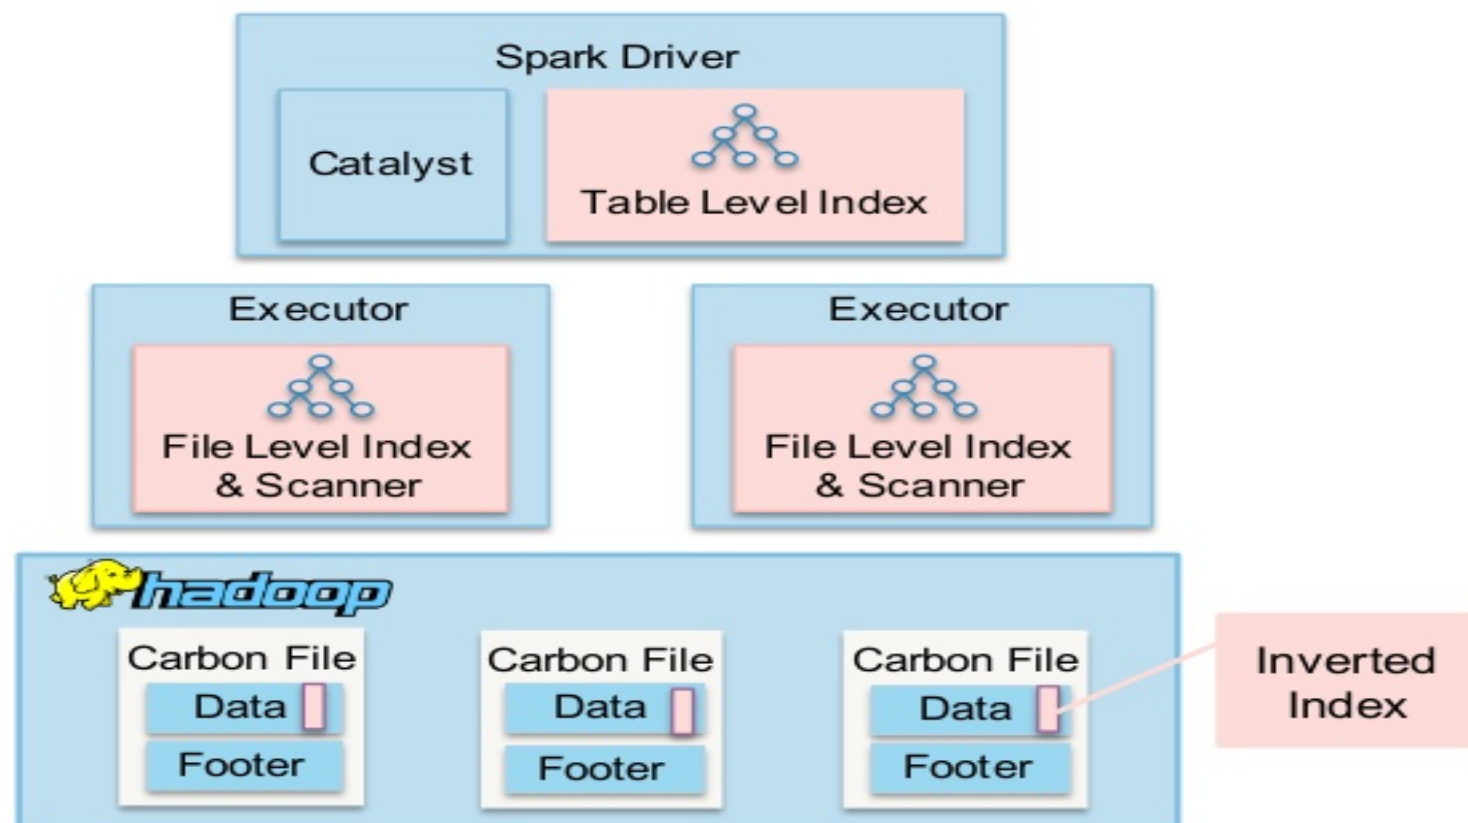 Spark Driver
Catalyst
Table Level Index
Executor
File Level Index
& Scanner
Executor
File Level Index
& Scanner
hadoop
Carbon File
Data
Footer
Carbon File
Data
Footer
Carbon File
Data
Footer
Inverted
Index